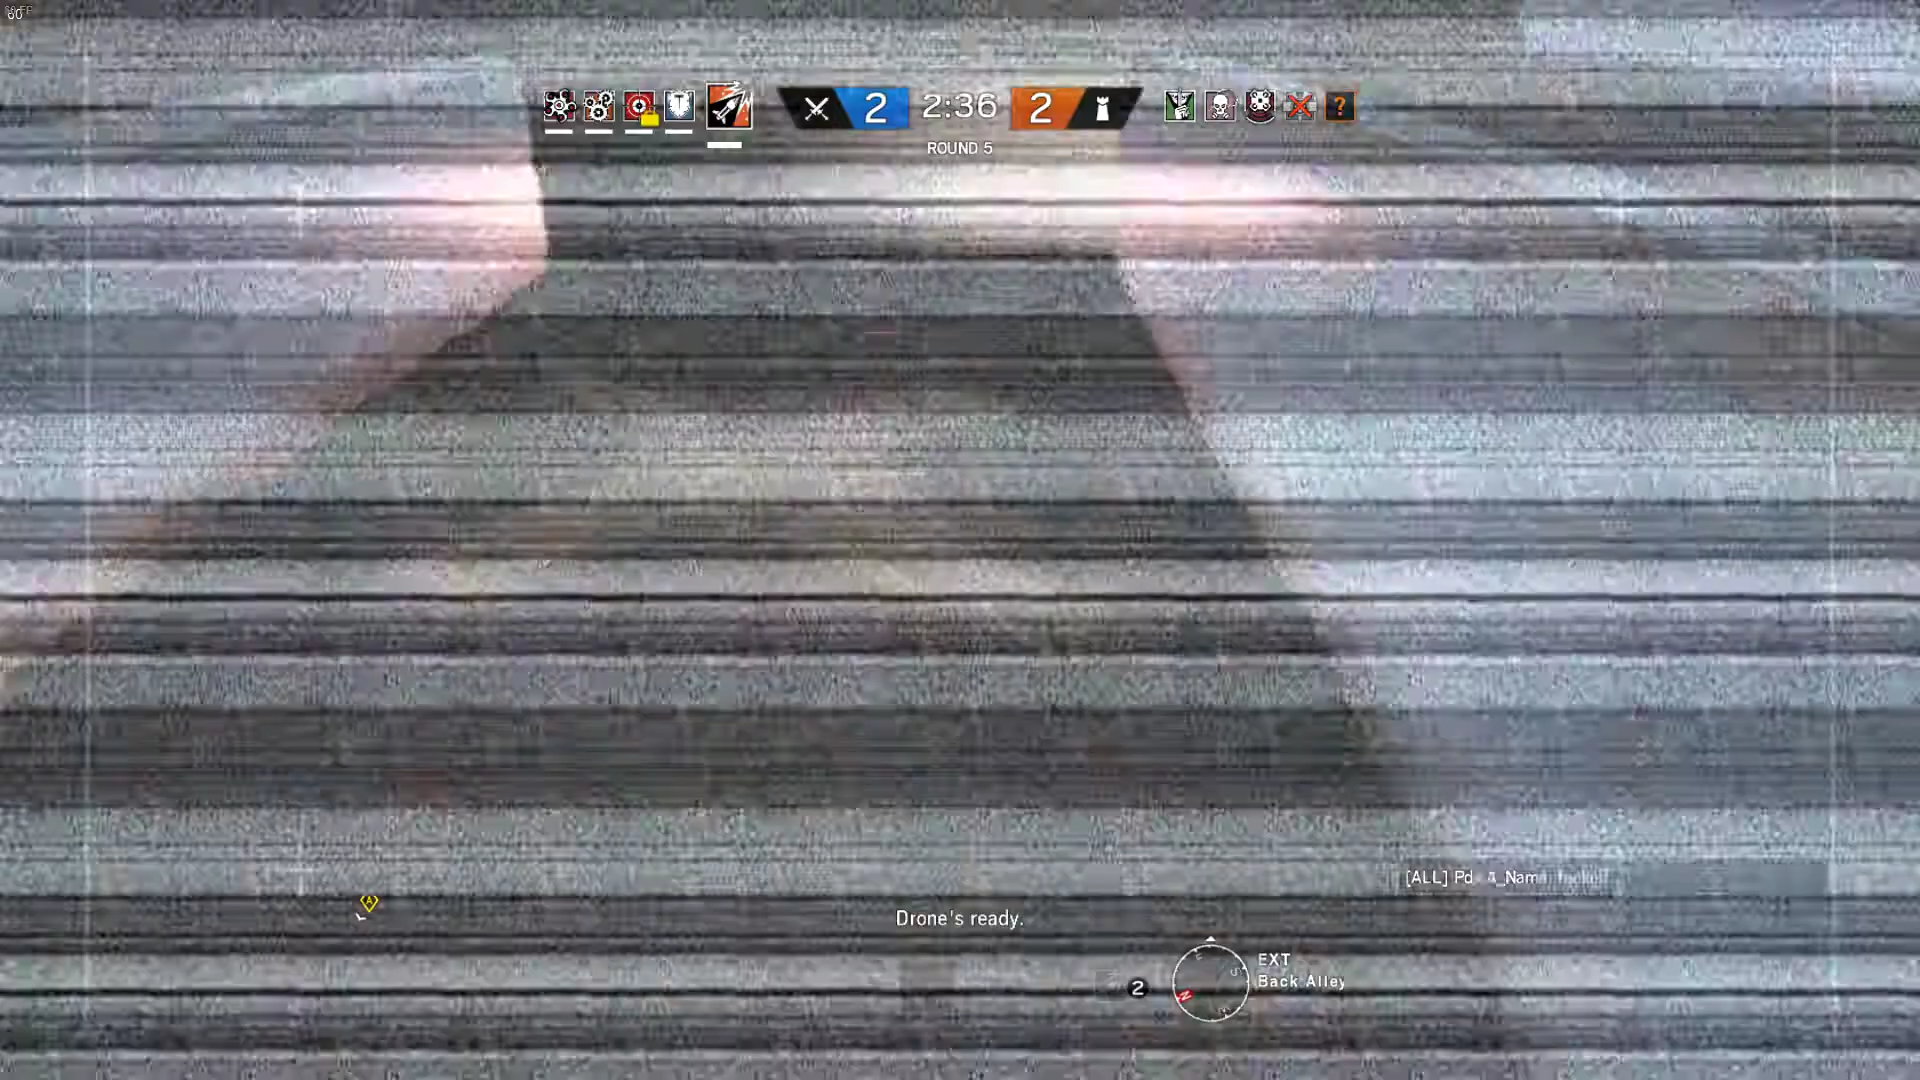 60
2 2:36 2 ?
ROUND 5
[ALL]
Drone's ready.
EXT
2
Back Alley